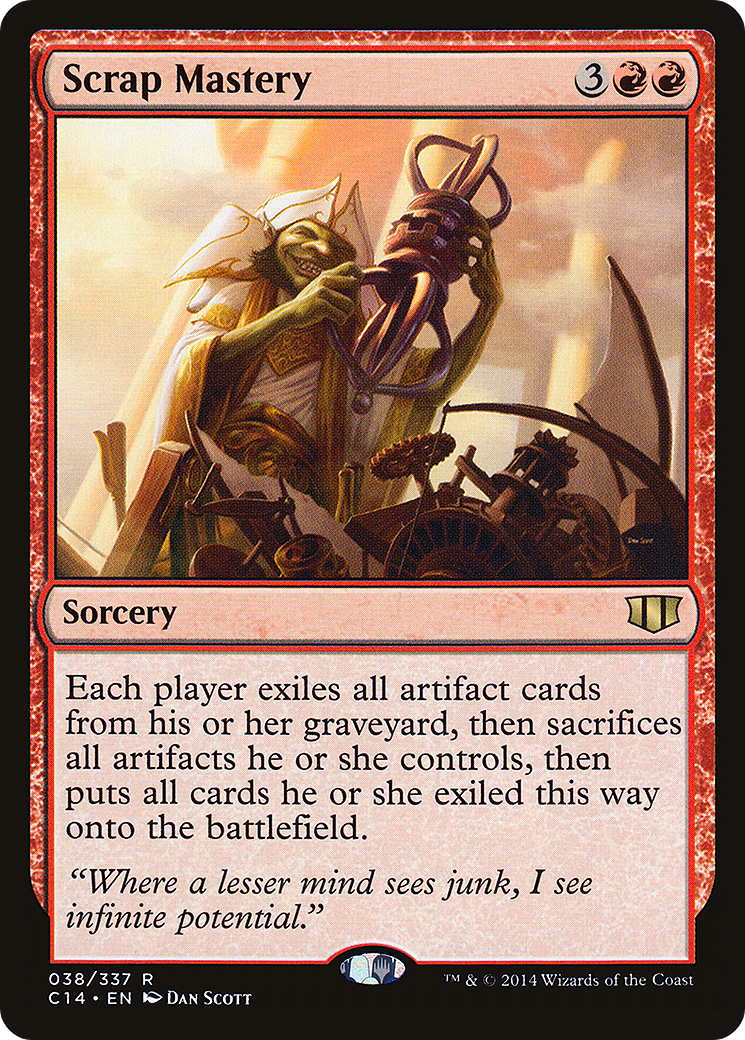 Scrap Mastery 3
Dan Scott
Sorcery
Each player exiles all artifact cards
from his or her graveyard, then sacrifices
all artifacts he or she controls, then
puts all cards he or she exiled this way
onto the battlefield.
“Where a lesser mind sees junk, I see
infinite potential.”
038/337 R
™ & © 2014 Wizards of the Coast
C14 • EN Dan Scott